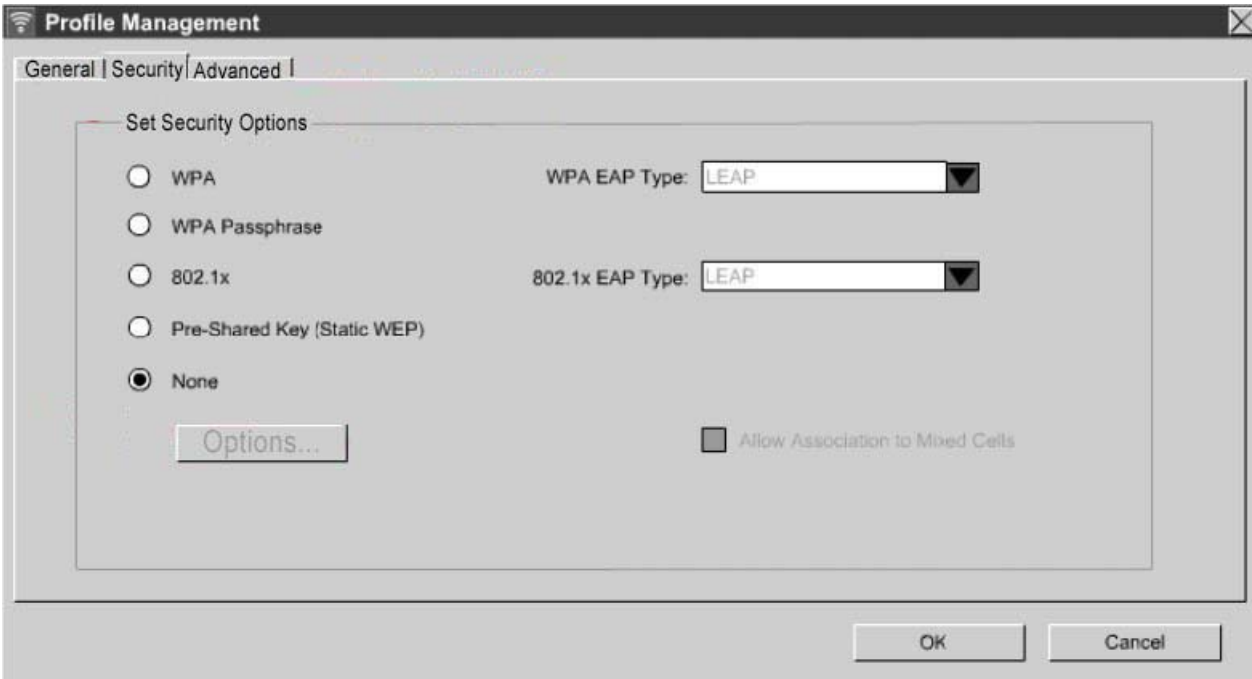 Profile Management
General Security Advanced
Set Security Options
WPA WPA EAP Type: LEAP
WPA Passphrase
802.1x 802.1x EAP Type: LEAP
Pre-Shared Key (Static WEP)
None
Options... Allow Association to Mixed Cells
OK Cancel